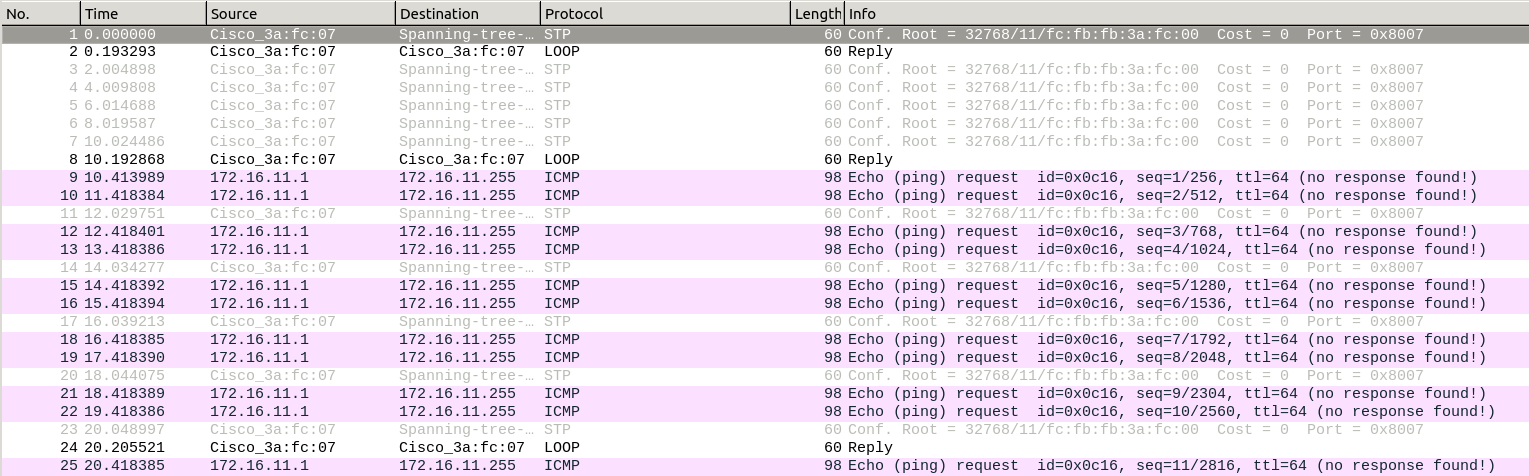 No. Time Source Destination Protocol Length Info
1 0.000000 Cisco_3a:fc:07 Spanning-tree-… STP 60 Conf. Root = 32768/11/fc:fb:fb:3a:fc:00 Cost = 0 Port = 0x8007
2 0.193293 Cisco_3a:fc:07 Cisco_3a:fc:07 LOOP 60 Reply
3 2.004898 Cisco_3a:fc:07 Spanning-tree-… STP 60 Conf. Root = 32768/11/fc:fb:fb:3a:fc:00 Cost = 0 Port = 0x8007
4 4.009808 Cisco_3a:fc:07 Spanning-tree-… STP 60 Conf. Root = 32768/11/fc:fb:fb:3a:fc:00 Cost = 0 Port = 0x8007
5 6.014688 Cisco_3a:fc:07 Spanning-tree-… STP 60 Conf. Root = 32768/11/fc:fb:fb:3a:fc:00 Cost = 0 Port = 0x8007
6 8.019587 Cisco_3a:fc:07 Spanning-tree-… STP 60 Conf. Root = 32768/11/fc:fb:fb:3a:fc:00 Cost = 0 Port = 0x8007
7 10.024486 Cisco_3a:fc:07 Spanning-tree-… STP 60 Conf. Root = 32768/11/fc:fb:fb:3a:fc:00 Cost = 0 Port = 0x8007
8 10.192868 Cisco_3a:fc:07 Cisco_3a:fc:07 LOOP 60 Reply
9 10.413989 172.16.11.1 172.16.11.255 ICMP 98 Echo (ping) request id=0x0c16, seq=1/256, ttl=64 (no response found!)
10 11.418384 172.16.11.1 172.16.11.255 ICMP 98 Echo (ping) request id=0x0c16, seq=2/512, ttl=64 (no response found!)
11 12.029751 Cisco_3a:fc:07 Spanning-tree-… STP 60 Conf. Root = 32768/11/fc:fb:fb:3a:fc:00 Cost = 0 Port = 0x8007
12 12.418401 172.16.11.1 172.16.11.255 ICMP 98 Echo (ping) request id=0x0c16, seq=3/768, ttl=64 (no response found!)
13 13.418386 172.16.11.1 172.16.11.255 ICMP 98 Echo (ping) request id=0x0c16, seq=4/1024, ttl=64 (no response found!)
14 14.034277 Cisco_3a:fc:07 Spanning-tree-… STP 60 Conf. Root = 32768/11/fc:fb:fb:3a:fc:00 Cost = 0 Port = 0x8007
15 14.418392 172.16.11.1 172.16.11.255 ICMP 98 Echo (ping) request id=0x0c16, seq=5/1280, ttl=64 (no response found!)
16 15.418394 172.16.11.1 172.16.11.255 ICMP 98 Echo (ping) request id=0x0c16, seq=6/1536, ttl=64 (no response found!)
17 16.039213 Cisco_3a:fc:07 Spanning-tree-… STP 60 Conf. Root = 32768/11/fc:fb:fb:3a:fc:00 Cost = 0 Port = 0x8007
18 16.418385 172.16.11.1 172.16.11.255 ICMP 98 Echo (ping) request id=0x0c16, seq=7/1792, ttl=64 (no response found!)
19 17.418390 172.16.11.1 172.16.11.255 ICMP 98 Echo (ping) request id=0x0c16, seq=8/2048, ttl=64 (no response found!)
20 18.044075 Cisco_3a:fc:07 Spanning-tree-… STP 60 Conf. Root = 32768/11/fc:fb:fb:3a:fc:00 Cost = 0 Port = 0x8007
21 18.418389 172.16.11.1 172.16.11.255 ICMP 98 Echo (ping) request id=0x0c16, seq=9/2304, ttl=64 (no response found!)
22 19.418386 172.16.11.1 172.16.11.255 ICMP 98 Echo (ping) request id=0x0c16, seq=10/2560, ttl=64 (no response found!)
23 20.048997 Cisco_3a:fc:07 Spanning-tree-… STP 60 Conf. Root = 32768/11/fc:fb:fb:3a:fc:00 Cost = 0 Port = 0x8007
24 20.205521 Cisco_3a:fc:07 Cisco_3a:fc:07 LOOP 60 Reply
25 20.418385 172.16.11.1 172.16.11.255 ICMP 98 Echo (ping) request id=0x0c16, seq=11/2816, ttl=64 (no response found!)